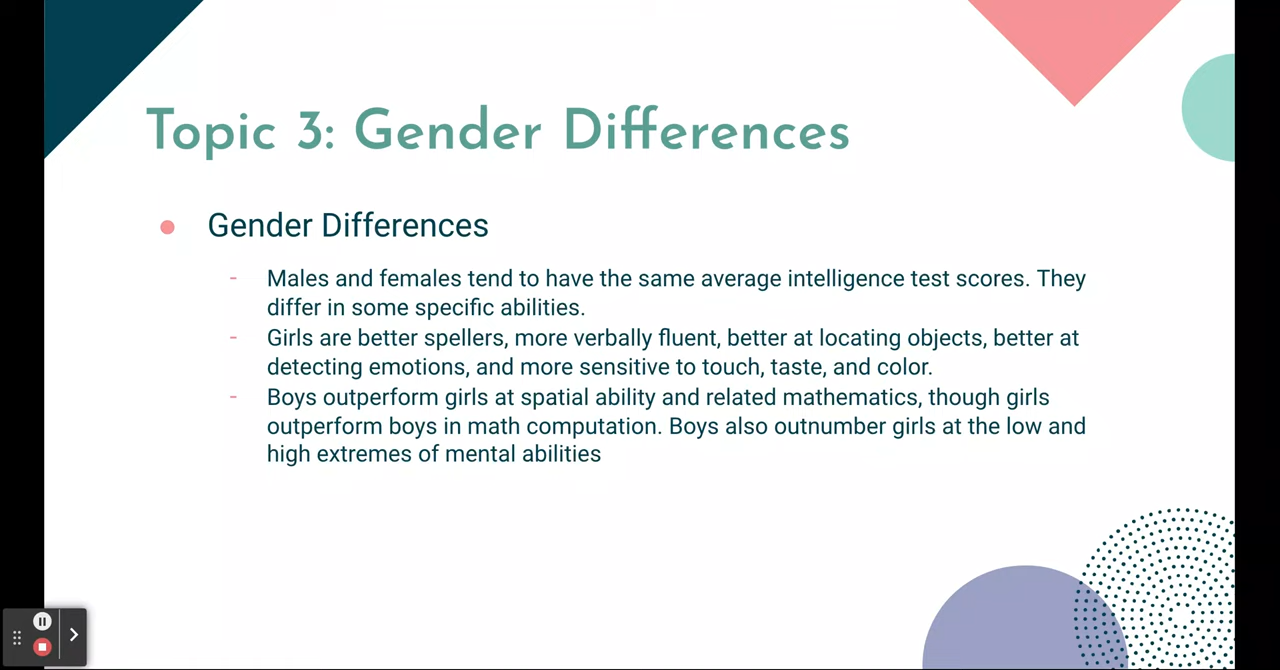 Topic 3: Gender Differences
● Gender Differences
- Males and females tend to have the same average intelligence test scores. They
differ in some specific abilities.
- Girls are better spellers, more verbally fluent, better at locating objects, better at
detecting emotions, and more sensitive to touch, taste, and color.
- Boys outperform girls at spatial ability and related mathematics, though girls
outperform boys in math computation. Boys also outnumber girls at the low and
high extremes of mental abilities